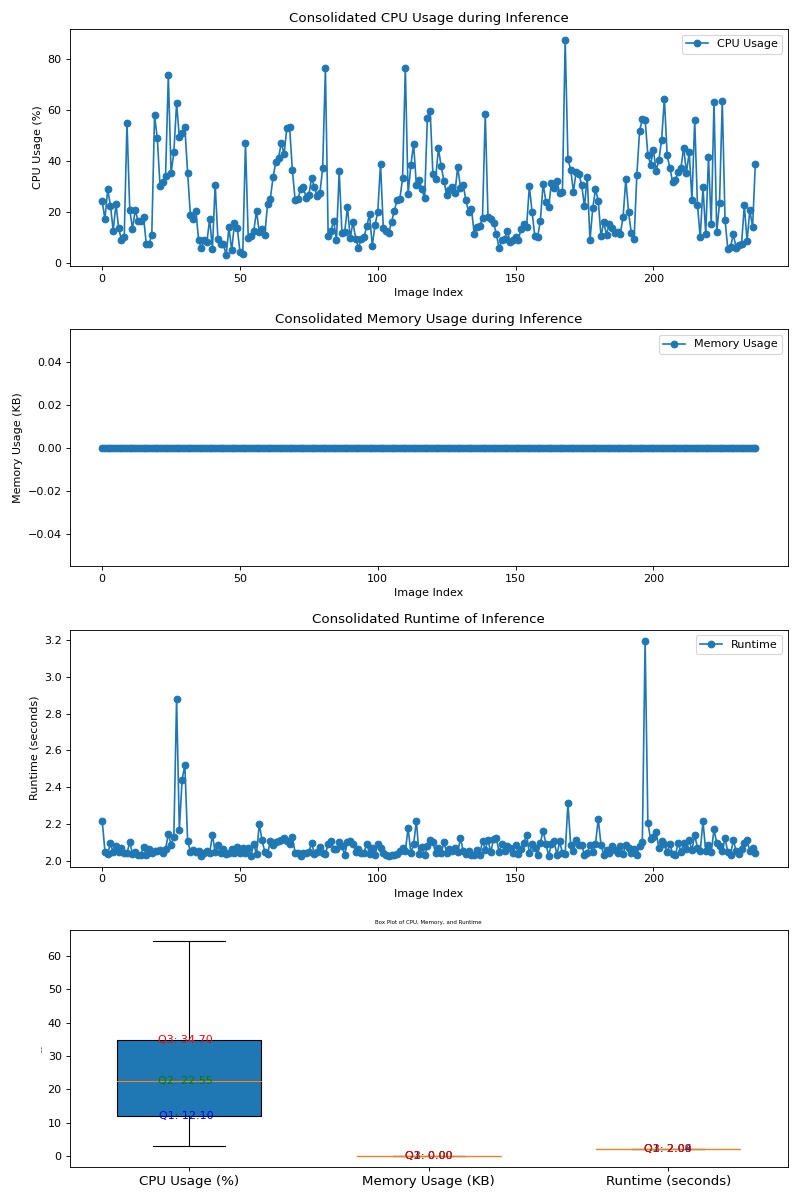 Consolidated CPU Usage during Inference
CPU Usage
CPU Usage (%)
80
60
40
20
0
0 50 100 150 200
Image Index
Consolidated Memory Usage during Inference
Memory Usage
Memory Usage (KB)
0.04
0.02
0.00
−0.02
−0.04
0 50 100 150 200
Image Index
Consolidated Runtime of Inference
Runtime
Runtime (seconds)
3.2
3.0
2.8
2.6
2.4
2.2
2.0
0 50 100 150 200
Image Index
Box Plot of CPU, Memory, and Runtime
60
50
40
30
20
10
0
Q3: 34.70
Q2: 22.55
Q1: 12.10
CPU Usage (%) Memory Usage (KB) Runtime (seconds)